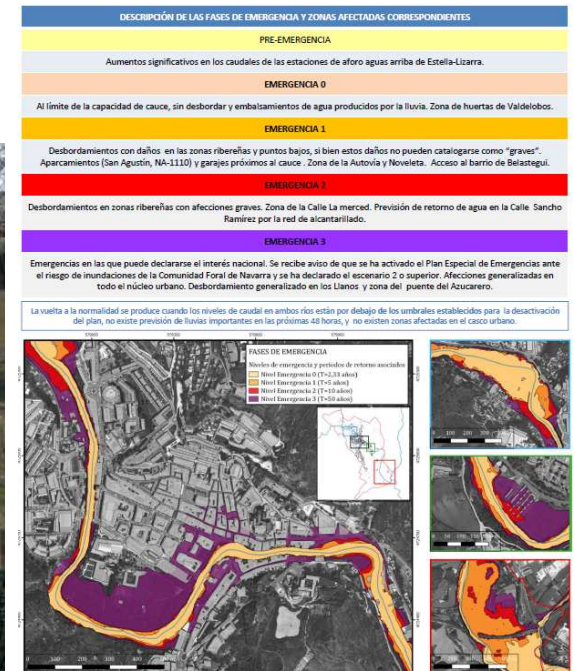 DESCRIPCIÓN DE LAS FASES DE EMERGENCIA Y ZONAS AFECTADAS CORRESPONDIENTES
PRE-EMERGENCIA
Aumentos significativos en los caudales de las estaciones de aforo aguas arriba de Estella-Lizarra.
EMERGENCIA 0
Al límite de la capacidad de cauce, sin desbordar y embalsamientos de agua producidos por la lluvia. Zona de huertas de Valdelobos.
EMERGENCIA 1
Desbordamientos con daños en las zonas ribereñas y puntos bajos, si bien estos daños no pueden catalogarse como "graves".
Aparcamientos (San Agustín, NA-1110) y garajes próximos al cauce . Zona de la Autovía y Noveleta. Acceso al barrio de Belastegui.
EMERGENCIA 2
Desbordamientos en zonas ribereñas con afecciones graves. Zona de la Calle La merced. Previsión de retorno de agua en la Calle Sancho
Ramírez por la red de alcantarillado.
EMERGENCIA 3
Emergencias en las que puede declararse el interés nacional. Se recibe aviso de que se ha activado el Plan Especial de Emergencias ante
el riesgo de inundaciones de la Comunidad Foral de Navarra y se ha declarado el escenario 2 o superior. Afecciones generalizadas en
todo el núcleo urbano. Desbordamiento generalizado en los Llanos y zona del puente del Azucarero.
La vuelta a la normalidad se produce cuando los niveles de caudal en ambos ríos están por debajo de los umbrales establecidos para la desactivación
del plan, no existe previsión de lluvias importantes en las próximas 48 horas, y no existen zonas afectadas en el casco urbano.
FASES DE EMERGENCIA
Niveles de emergencia y periodos de retorno asociados
Nivel Emergencia 0 (T=2,33 años)
Nivel Emergencia 1 (T=5 años)
Nivel Emergencia 2 (T=10 años)
Nivel Emergencia 3 (T=50 años)